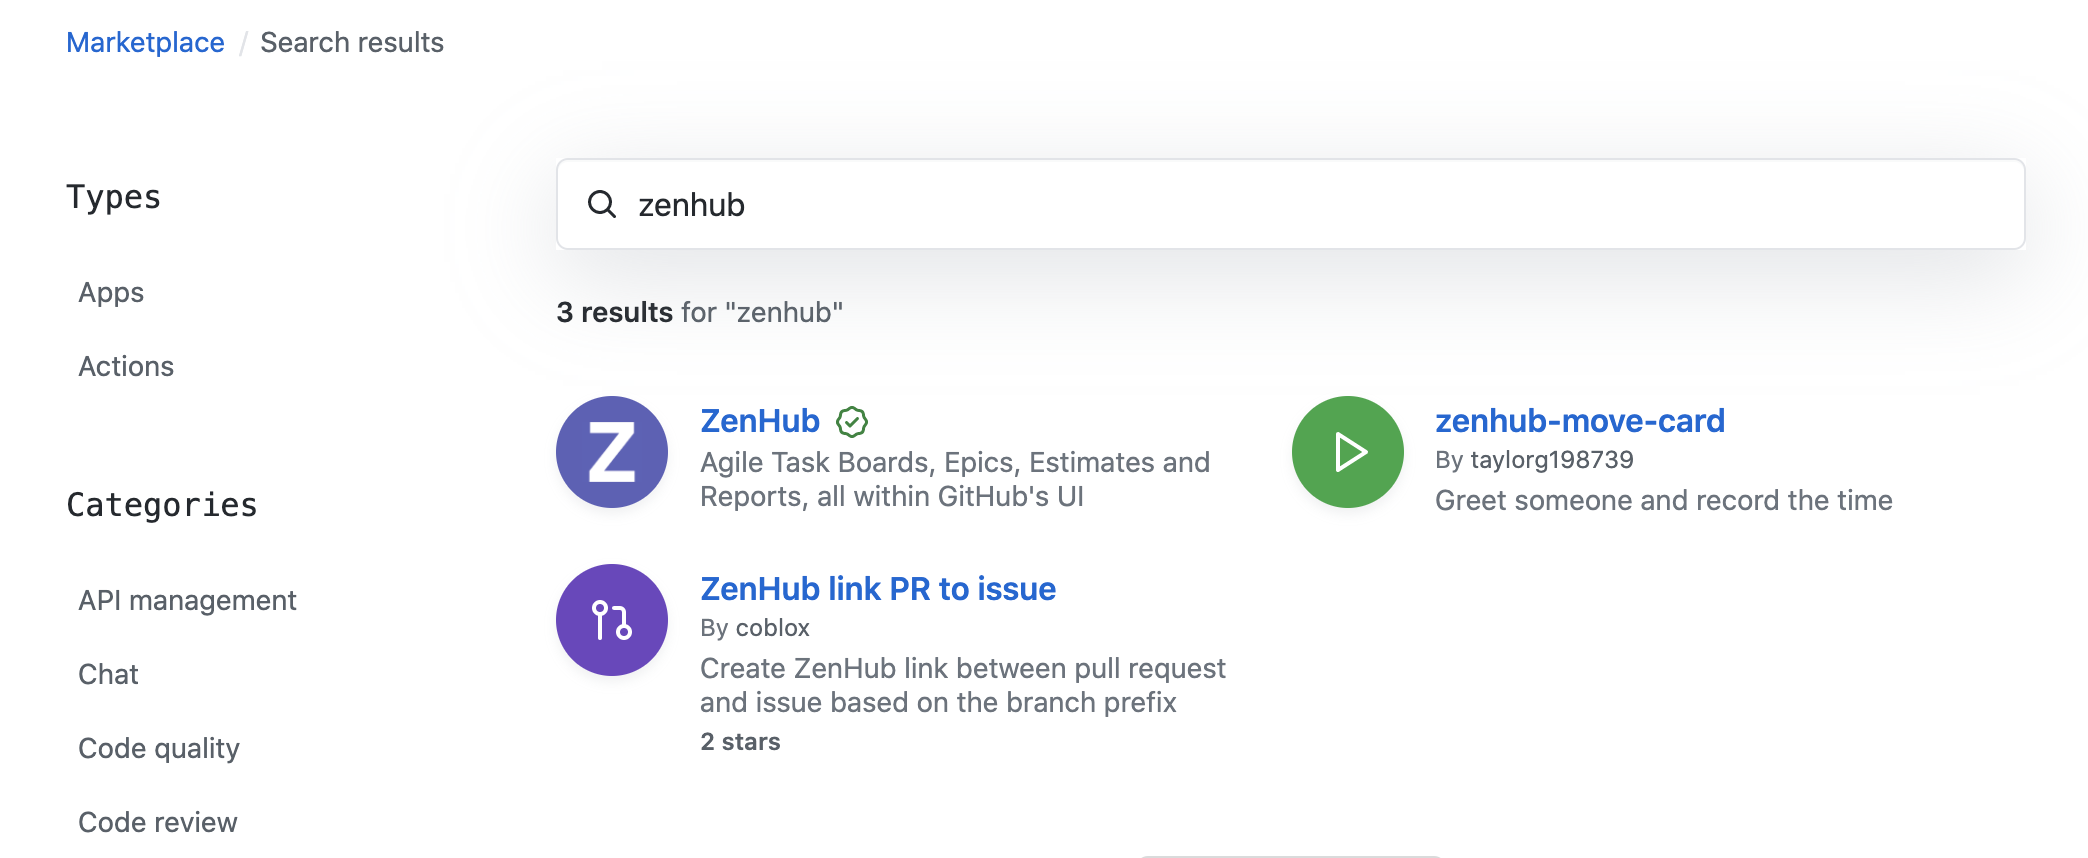 Marketplace / Search results
Types
Apps
Actions
Categories
API management
Chat
Code quality
Code review
zenhub
3 results for "zenhub"
Z
ZenHub
Agile Task Boards, Epics, Estimates and
Reports, all within GitHub's UI
zenhub-move-card
By taylorg198739
Greet someone and record the time
ZenHub link PR to issue
By coblox
Create ZenHub link between pull request
and issue based on the branch prefix
2 stars